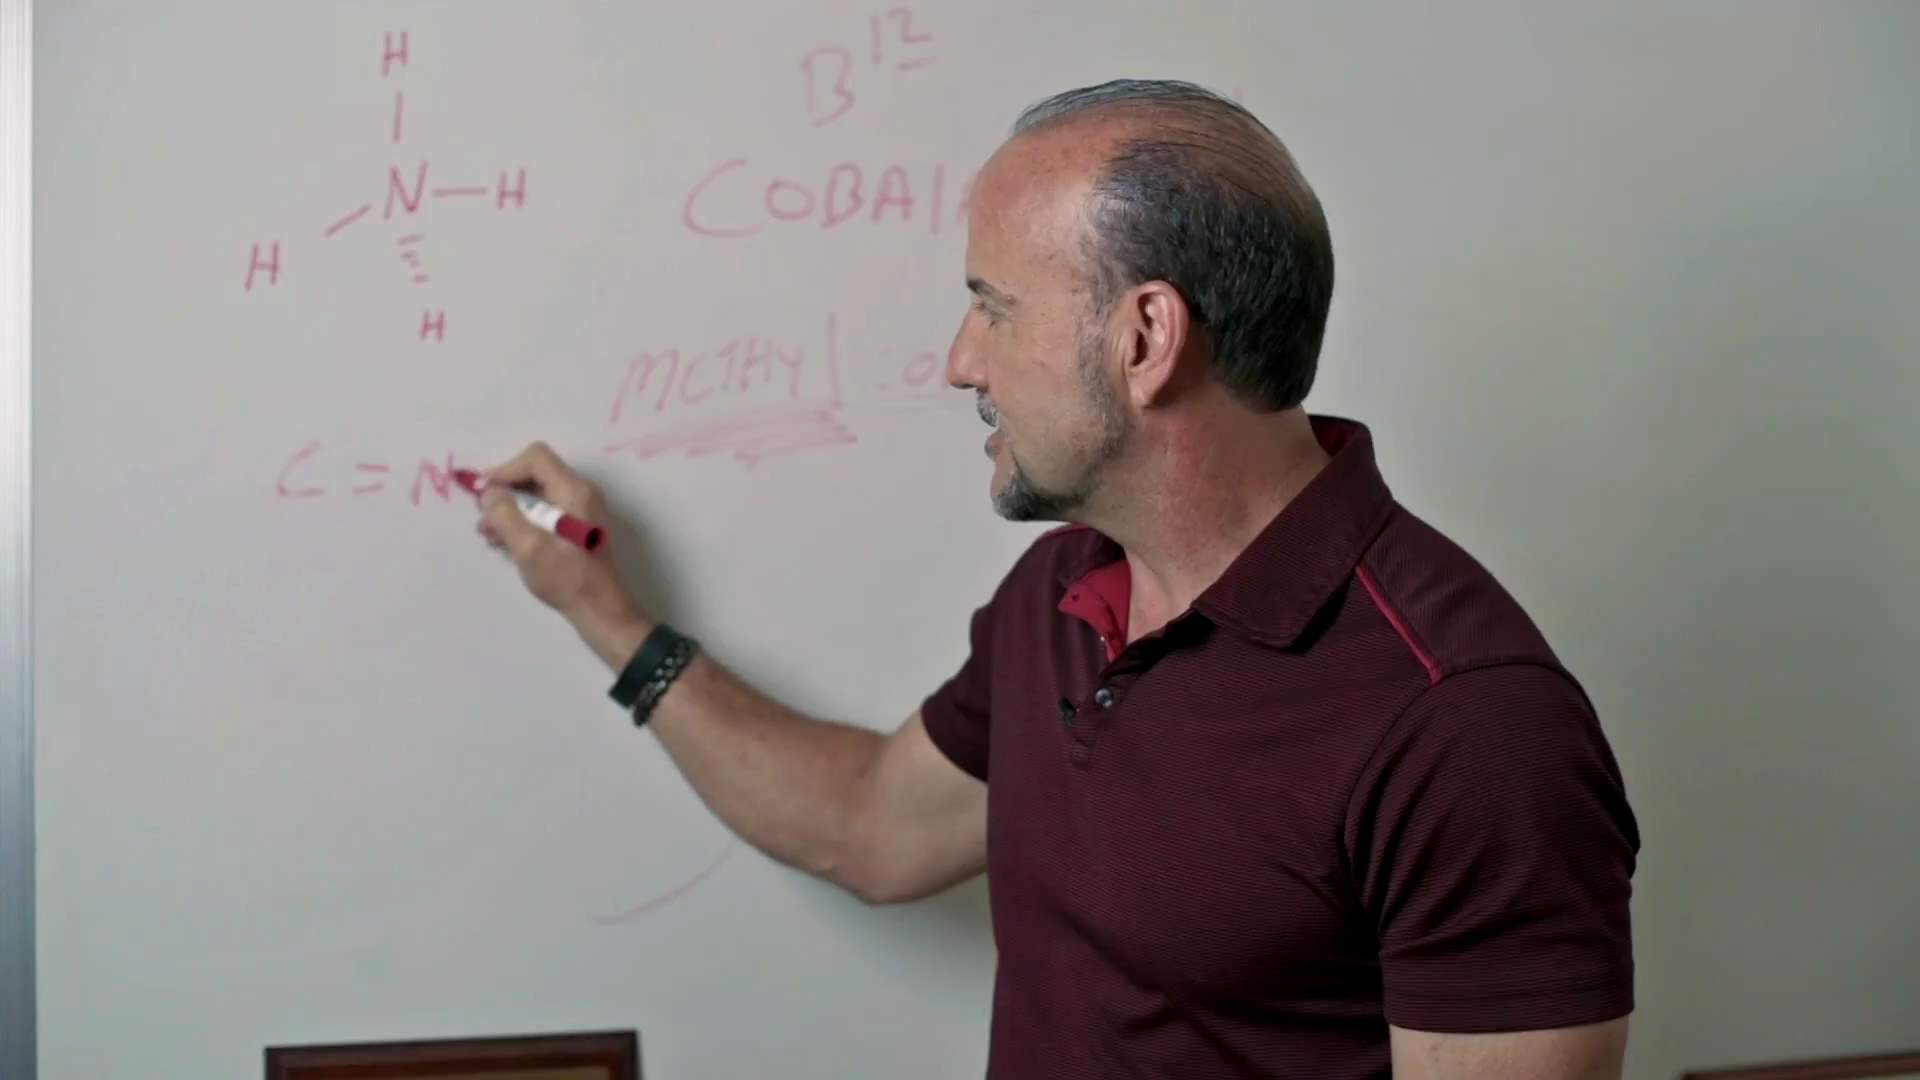 H
N—H
H
H
B12
COBAL
METHYL
C = N